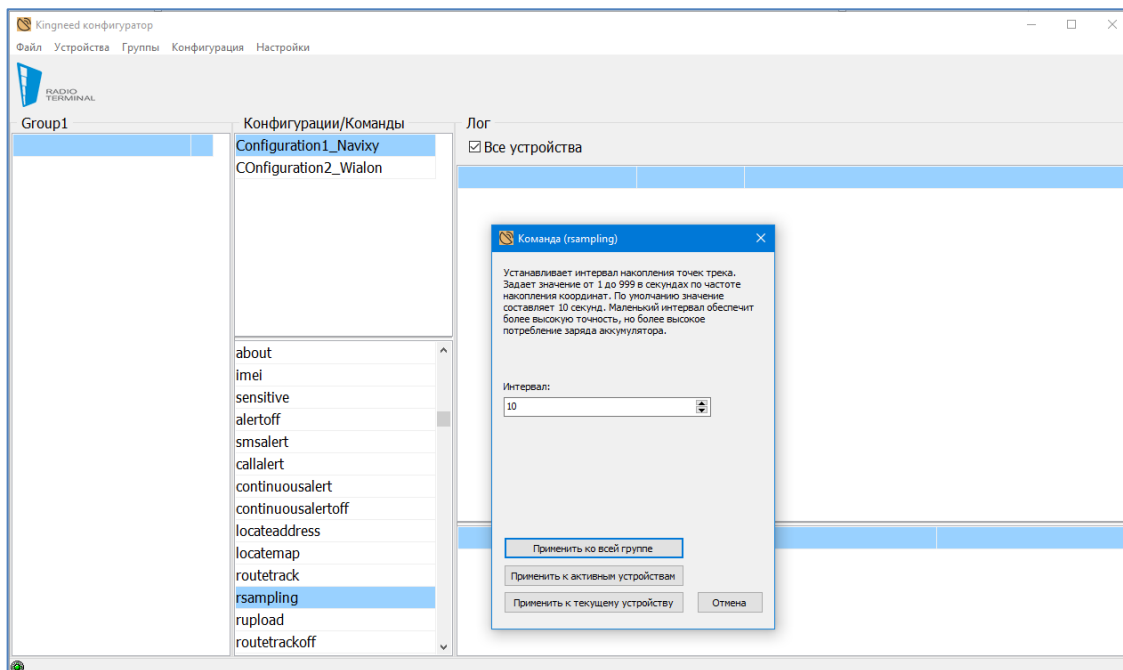 Kingneed конфигуратор
Файл Устройства Группы Конфигурация Настройки
RADIO
TERMINAL
Group1
Конфигурации/Команды
Лог
Configuration1_Navixy
COnfiguration2_Wialon
Все устройства
Команда (rsampling)
Устанавливает интервал накопления точек трека.
Задает значение от 1 до 999 в секундах по частоте
накопления координат. По умолчанию значение
составляет 10 секунд. Маленький интервал обеспечит
более высокую точность, но более высокое
потребление заряда аккумулятора.
Интервал:
10
Применить ко всей группе
Применить к активным устройствам
Применить к текущему устройству
Отмена
about
imei
sensitive
alertoff
smsalert
callalert
continuousalert
continuousalertoff
locateaddress
locatemap
routetrack
rsampling
rupload
routetrackoff